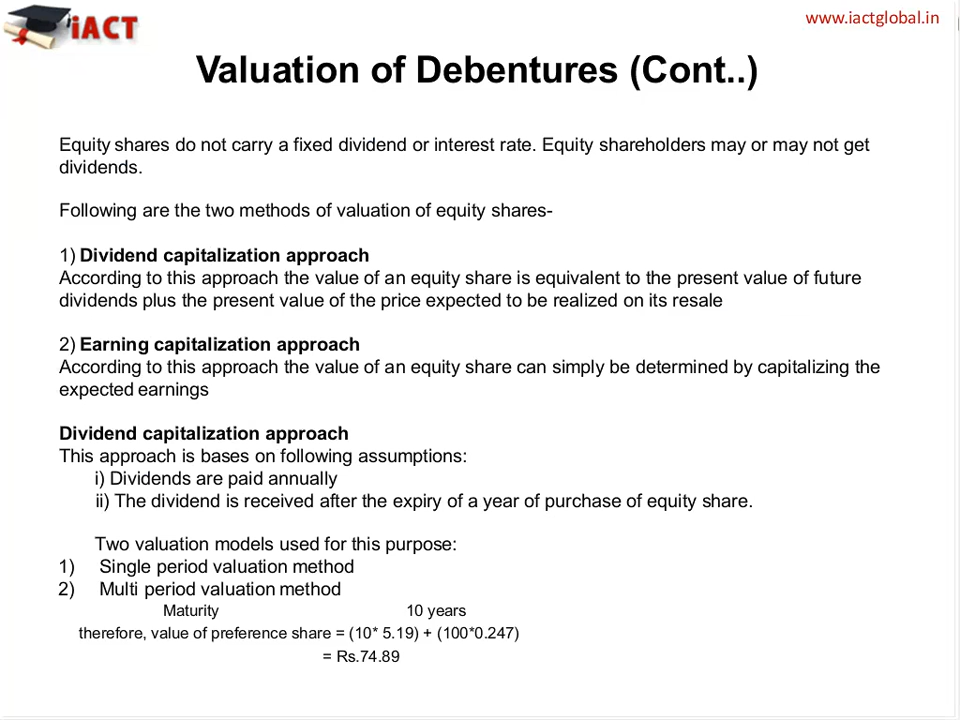 iACT
www.iactglobal.in
Valuation of Debentures (Cont..)
Equity shares do not carry a fixed dividend or interest rate. Equity shareholders may or may not get
dividends.
Following are the two methods of valuation of equity shares-
1) Dividend capitalization approach
According to this approach the value of an equity share is equivalent to the present value of future
dividends plus the present value of the price expected to be realized on its resale
2) Earning capitalization approach
According to this approach the value of an equity share can simply be determined by capitalizing the
expected earnings
Dividend capitalization approach
This approach is bases on following assumptions:
i) Dividends are paid annually
ii) The dividend is received after the expiry of a year of purchase of equity share.
Two valuation models used for this purpose:
1) Single period valuation method
2) Multi period valuation method
Maturity 10 years
therefore, value of preference share = (10* 5.19) + (100*0.247)
= Rs.74.89